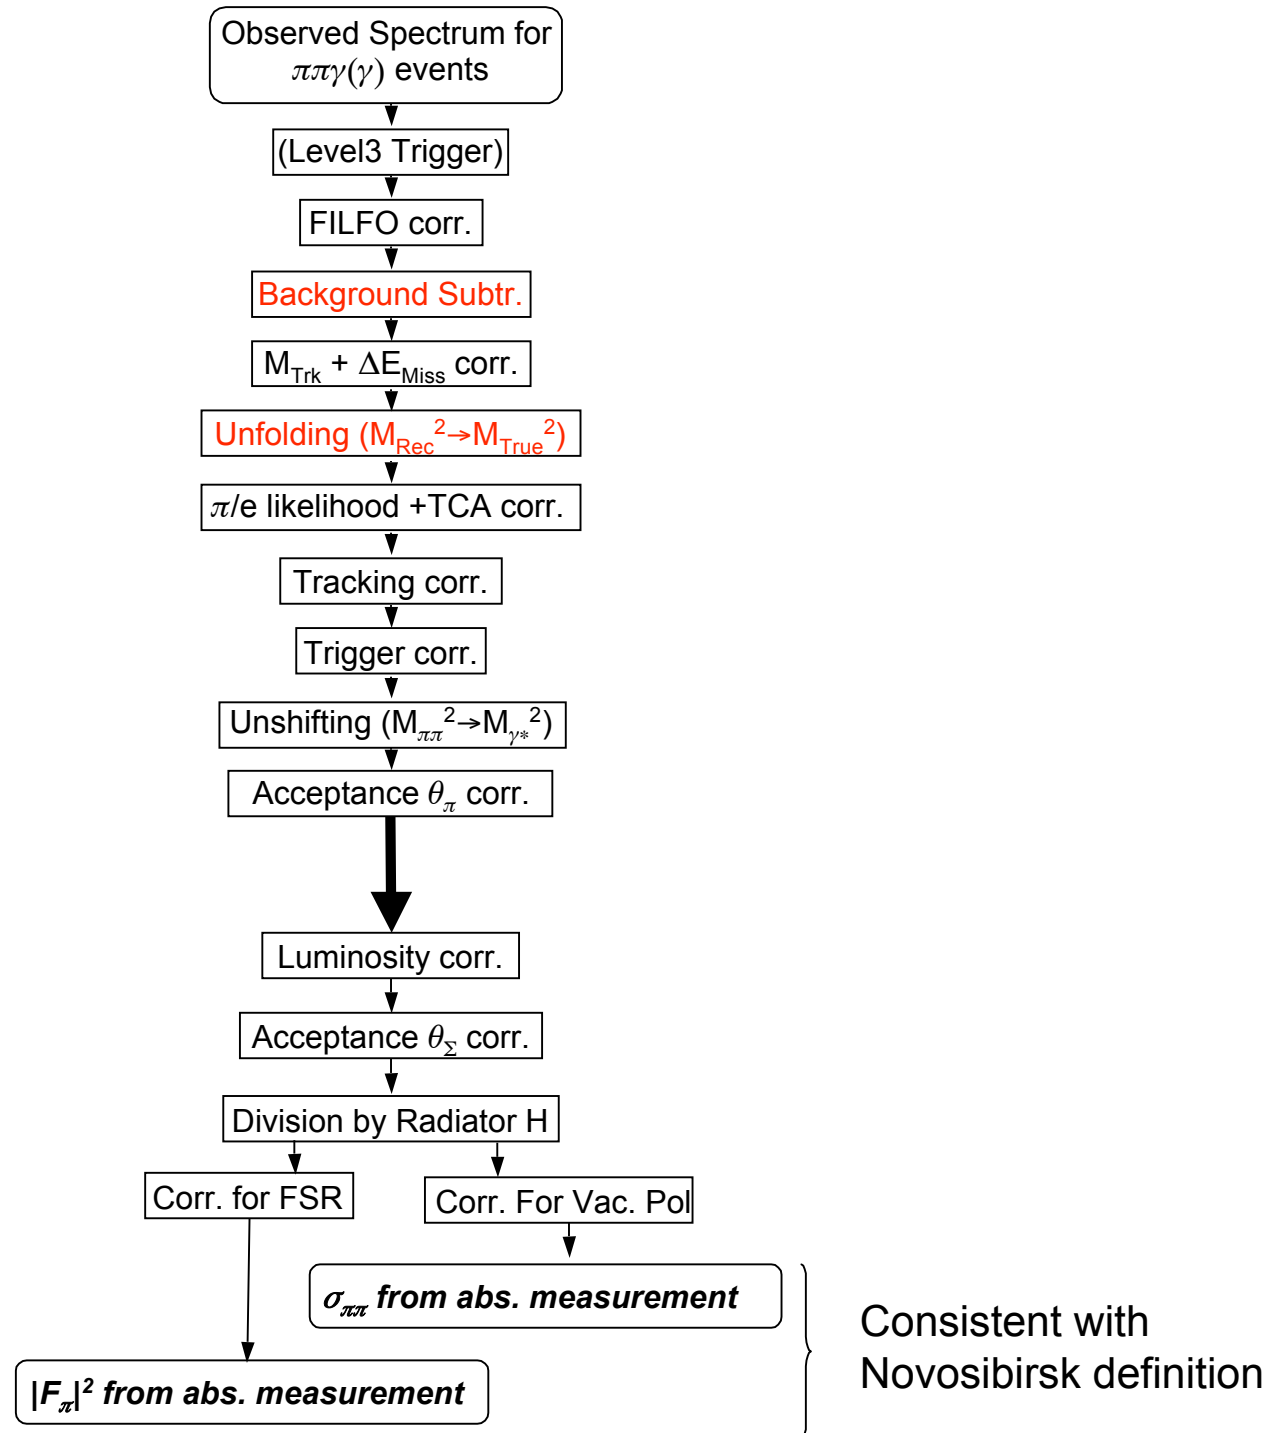 Observed Spectrum for
ππγ(γ) events
(Level3 Trigger)
FILFO corr.
Background Subtr.
M_Trk + ΔE_Miss corr.
Unfolding (M_Rec²→M_True²)
π/e likelihood +TCA corr.
Tracking corr.
Trigger corr.
Unshifting (M_ππ²→M_γ*²)
Acceptance θ_π corr.
Luminosity corr.
Acceptance θ_Σ corr.
Division by Radiator H
Corr. for FSR
Corr. For Vac. Pol
σ_ππ from abs. measurement
|F_π|² from abs. measurement
Consistent with
Novosibirsk definition